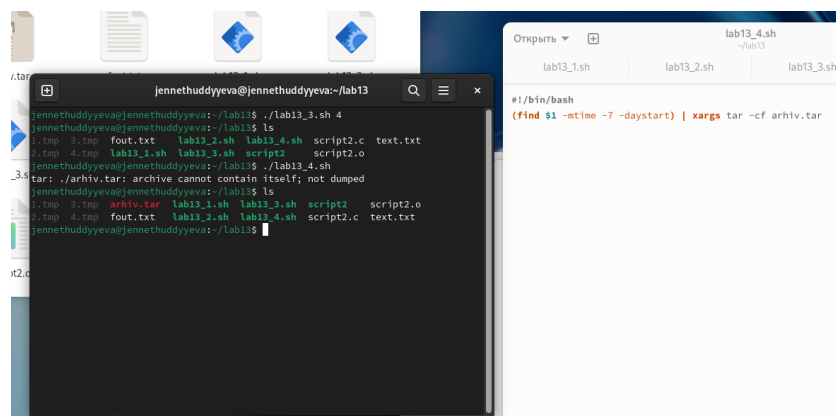 jennethuddyyeva@jennethuddyyeva:~/lab13
jennethuddyyeva@jennethuddyyeva:~/lab13$ ./lab13_3.sh 4
jennethuddyyeva@jennethuddyyeva:~/lab13$ ls
1.tmp 3.tmp fout.txt lab13_2.sh lab13_4.sh script2.c text.txt
2.tmp 4.tmp lab13_1.sh lab13_3.sh script2 script2.o
jennethuddyyeva@jennethuddyyeva:~/lab13$ ./lab13_4.sh
tar: ./arhiv.tar: archive cannot contain itself; not dumped
jennethuddyyeva@jennethuddyyeva:~/lab13$ ls
1.tmp 3.tmp arhiv.tar lab13_1.sh lab13_3.sh script2 script2.o
2.tmp 4.tmp fout.txt lab13_2.sh lab13_4.sh script2.c text.txt
jennethuddyyeva@jennethuddyyeva:~/lab13$
Открыть
lab13_4.sh
~/lab13
lab13_1.sh lab13_2.sh lab13_3.sh
#!/bin/bash
(find $1 -mtime -7 -daystart) | xargs tar -cf arhiv.tar